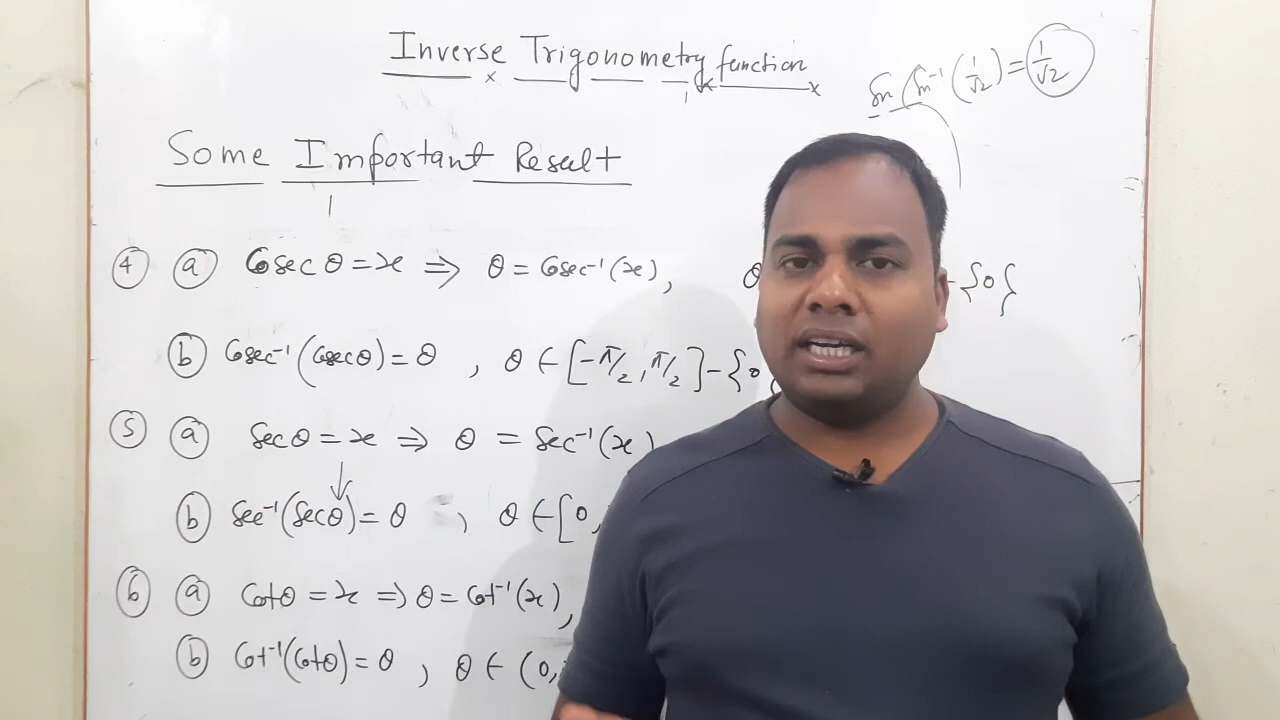 Inverse Trigonometry function
sin(sin⁻¹(1/√2)) = 1/√2
Some Important Result
4 a Cosec θ = x ⇒ θ = Cosec⁻¹(x), θ - {0}
b Cosec⁻¹(Cosec θ) = θ , θ ∈ [-π/2, π/2] - {0
5 a Sec θ = x ⇒ θ = Sec⁻¹(x)
b Sec⁻¹(Sec θ) = θ , θ ∈ [0,
6 a Cot θ = x ⇒ θ = Cot⁻¹(x),
b Cot⁻¹(Cot θ) = θ , θ ∈ (0,